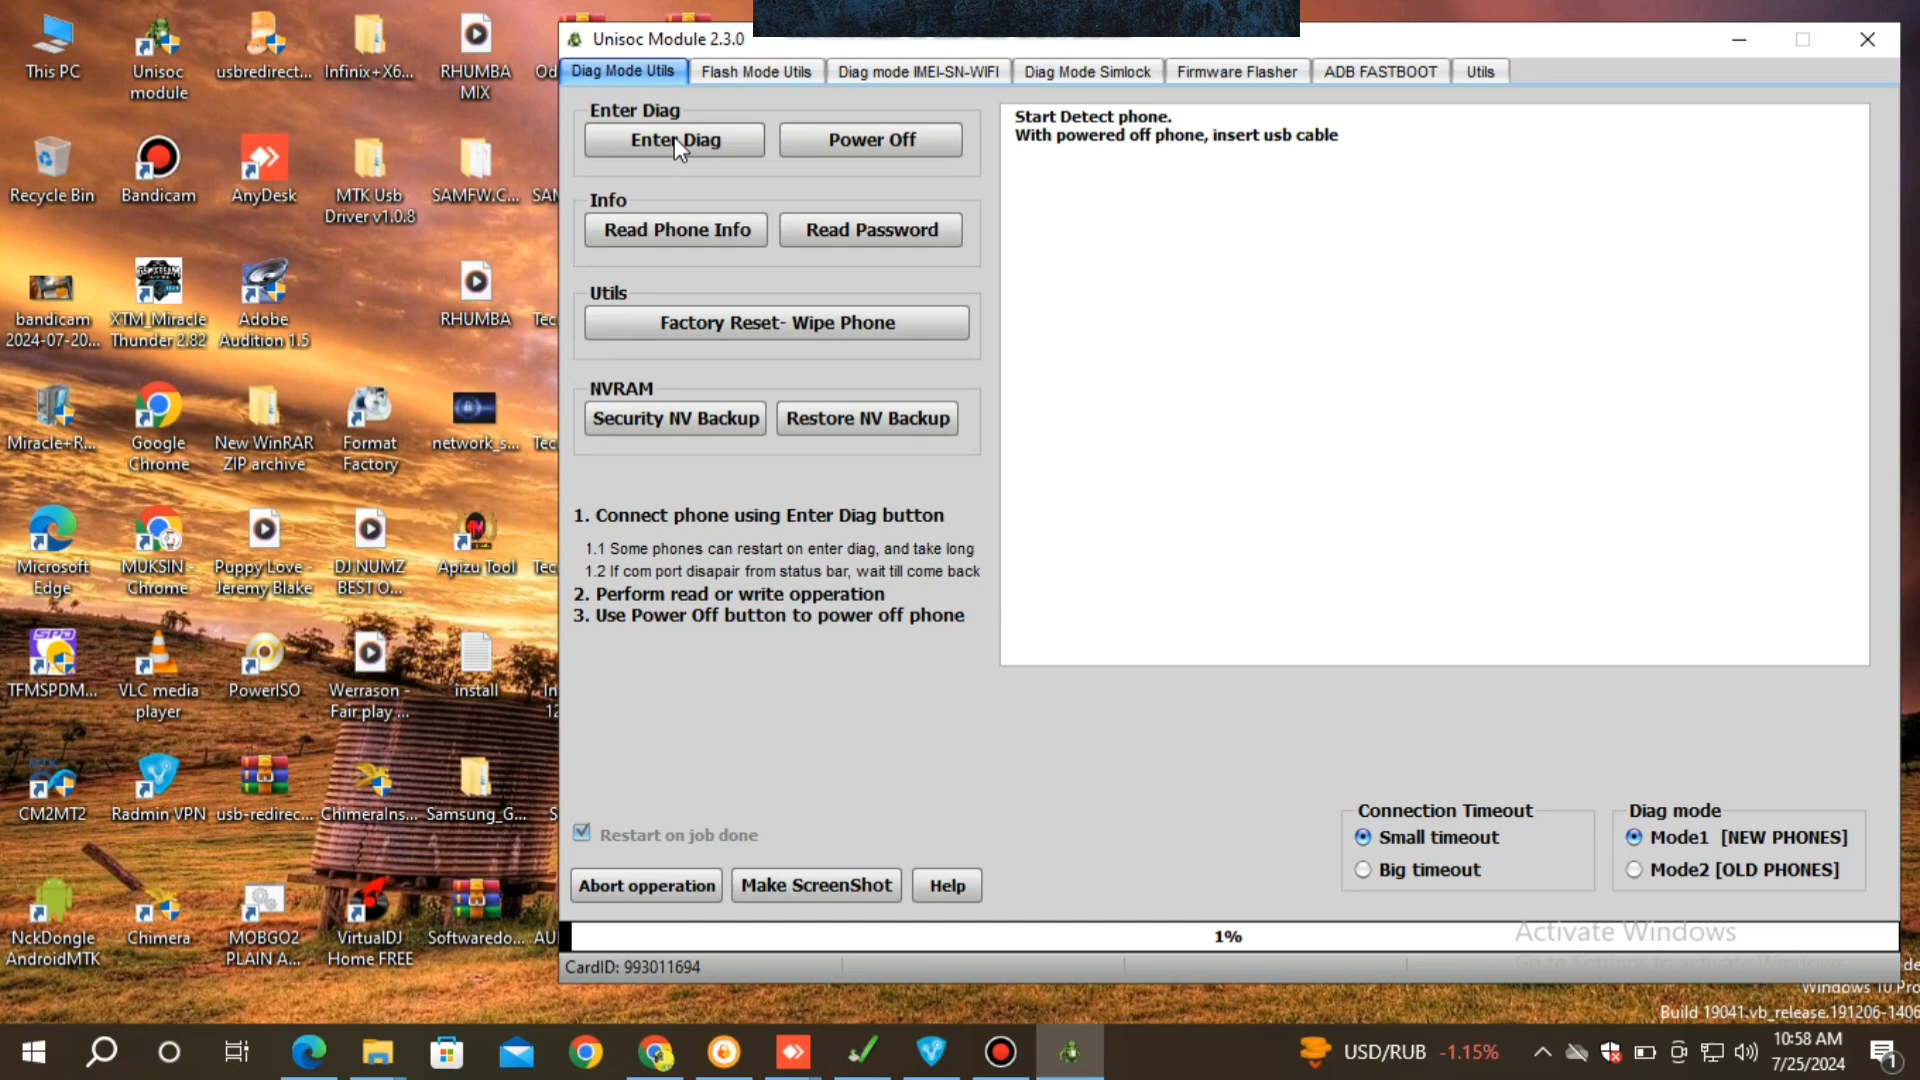 This PC
Unisoc module
usbredirect...
Infinix+X6...
RHUMBA MIX
Recycle Bin
Bandicam
AnyDesk
MTK Usb Driver v1.0.8
SAMFW.C...
bandicam 2024-07-20...
XTM_Miracle Thunder 2.82
Adobe Audition 1.5
RHUMBA
Miracle+R...
Google Chrome
New WinRAR ZIP archive
Format Factory
network_s...
Microsoft Edge
MUKSIN - Chrome
Puppy Love - Jeremy Blake
DJ NUMZ BEST O...
Apizu Tool
TFMSPDM...
VLC media player
PowerISO
Werrason - Fair play ...
install
CM2MT2
Radmin VPN
usb-redirec...
ChimeraIns...
Samsung_G...
NckDongle AndroidMTK
Chimera
MOBGO2 PLAIN A...
VirtualDJ Home FREE
Softwaredo...
Unisoc Module 2.3.0
Diag Mode Utils
Flash Mode Utils
Diag mode IMEI-SN-WIFI
Diag Mode Simlock
Firmware Flasher
ADB FASTBOOT
Utils
Enter Diag
Enter Diag
Power Off
Info
Read Phone Info
Read Password
Utils
Factory Reset- Wipe Phone
NVRAM
Security NV Backup
Restore NV Backup
1. Connect phone using Enter Diag button
1.1 Some phones can restart on enter diag, and take long
1.2 If com port disapair from status bar, wait till come back
2. Perform read or write opperation
3. Use Power Off button to power off phone
Restart on job done
Abort opperation
Make ScreenShot
Help
Start Detect phone.
With powered off phone, insert usb cable
Connection Timeout
Small timeout
Big timeout
Diag mode
Mode1 [NEW PHONES]
Mode2 [OLD PHONES]
1%
Activate Windows
CardID: 993011694
Windows 10 Pro
Build 19041.vb_release.191206-1406
USD/RUB -1.15%
10:58 AM
7/25/2024
1